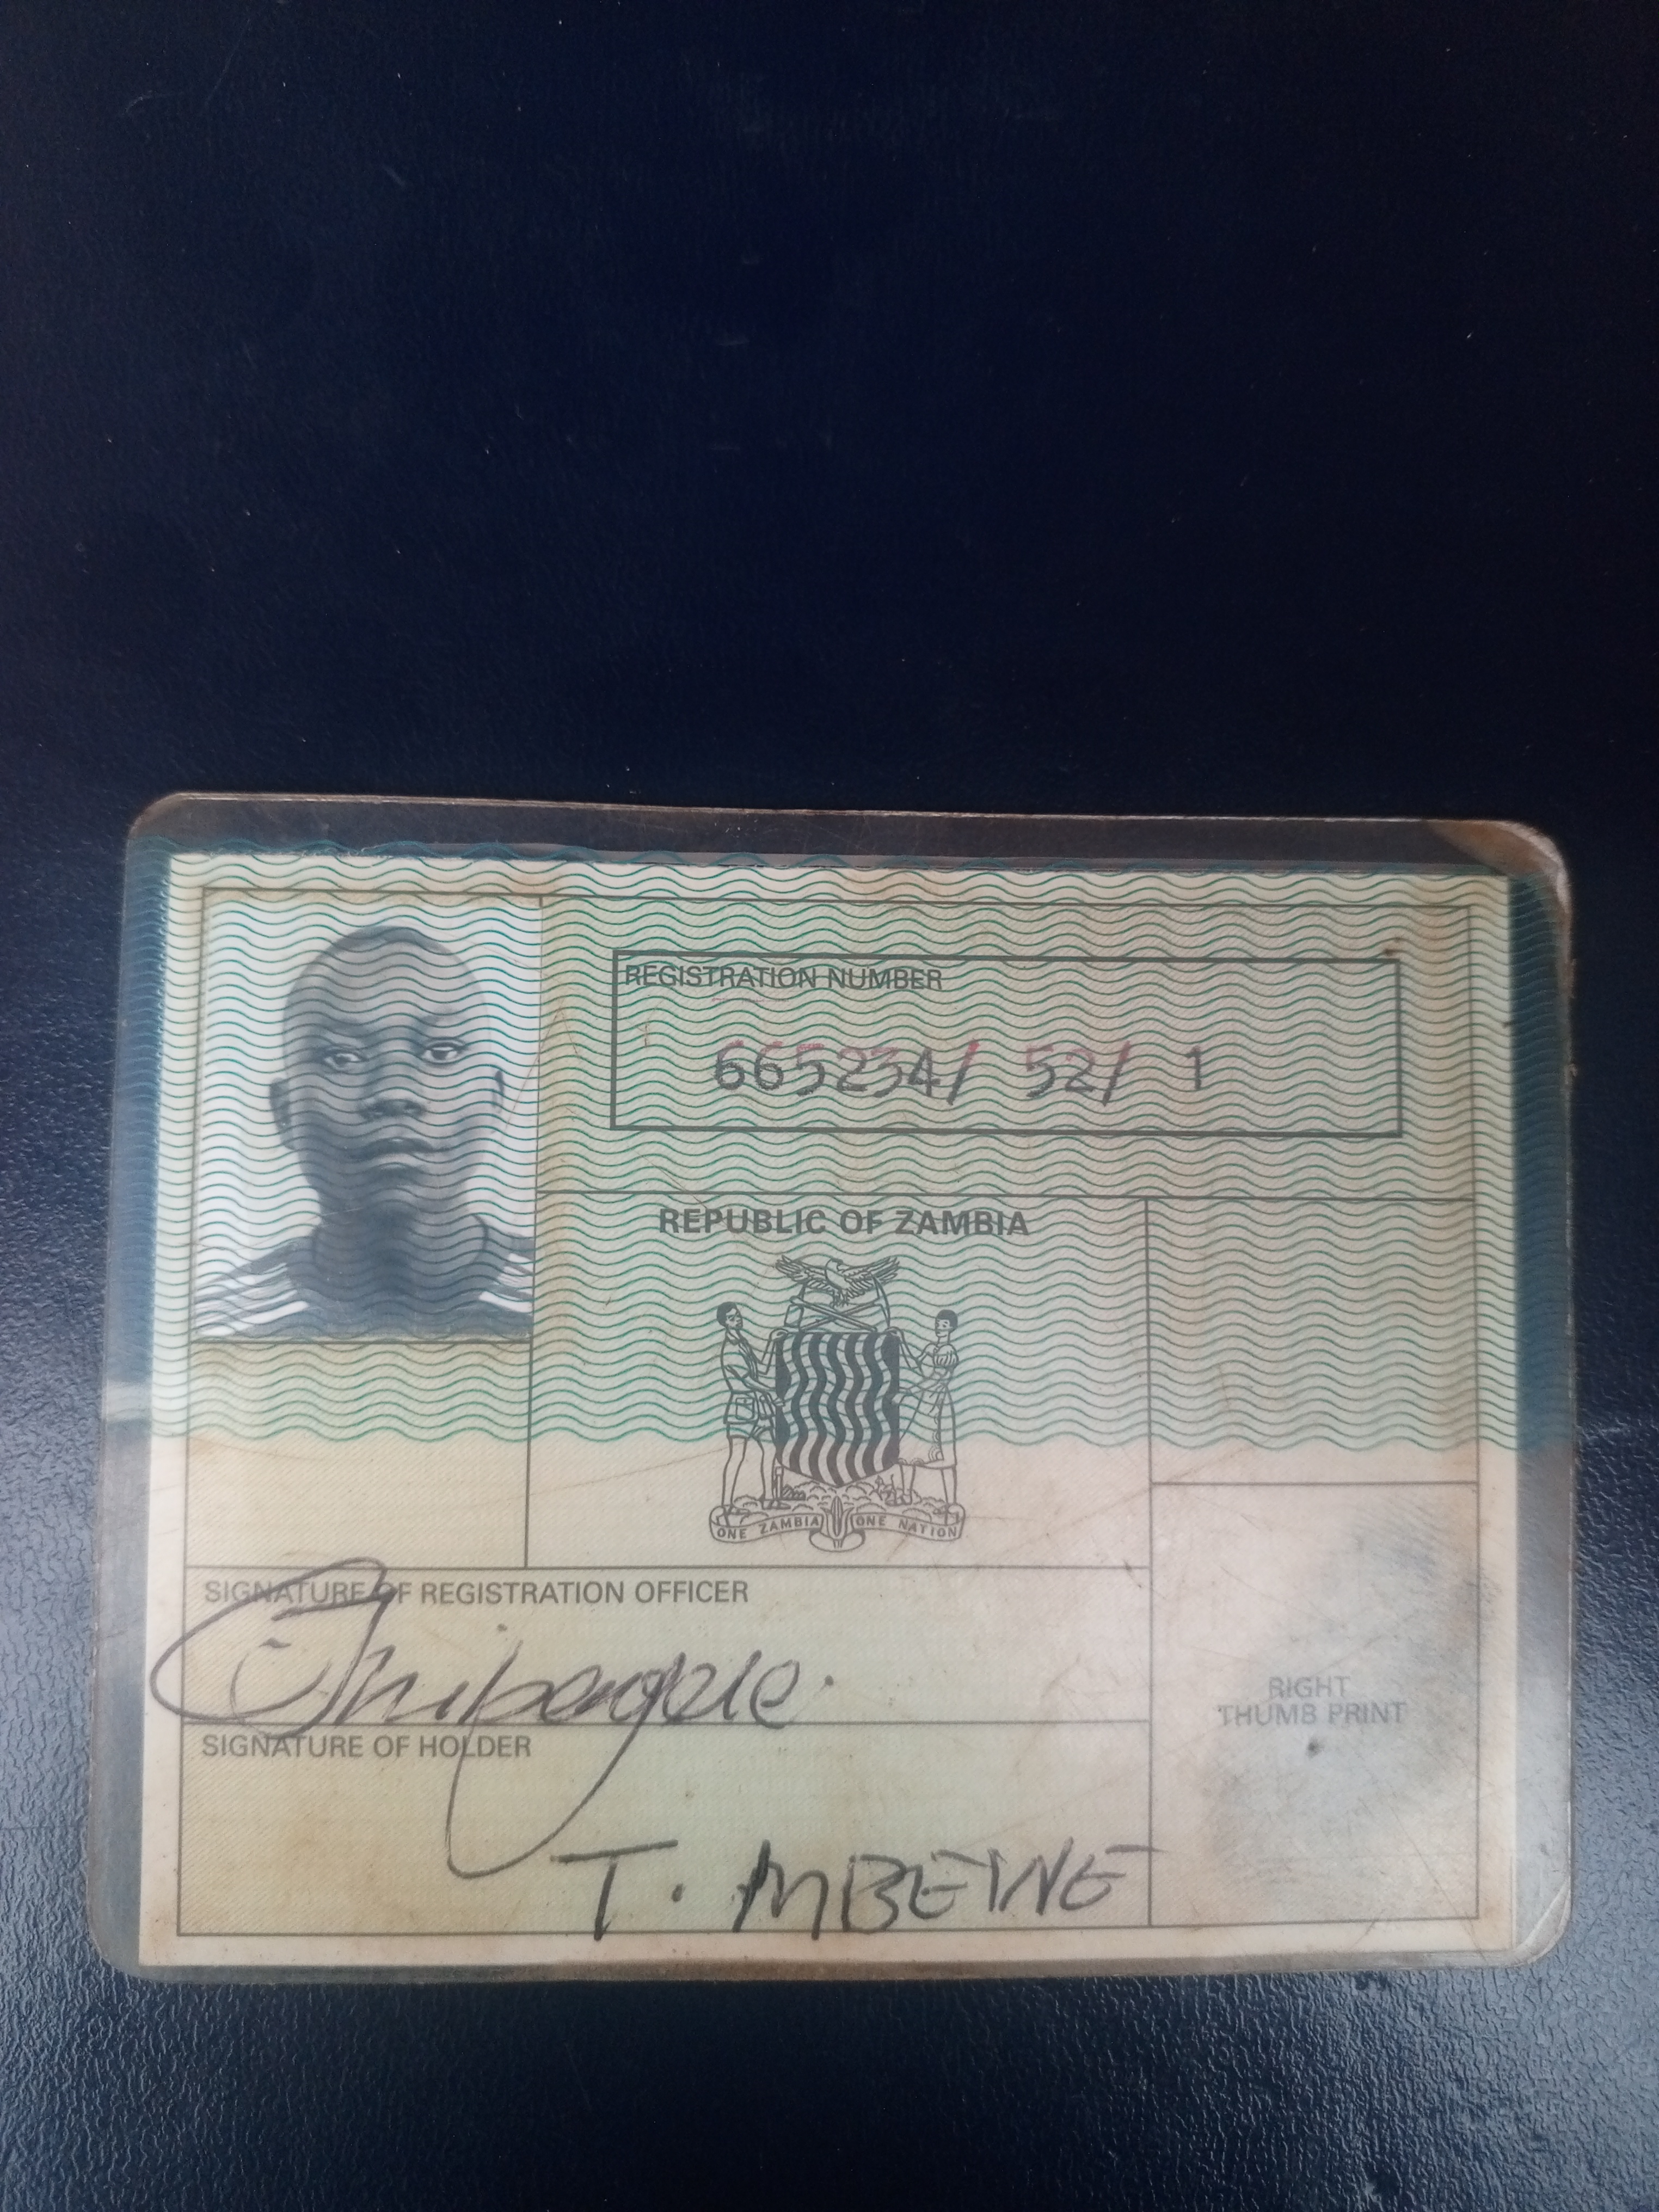 REGISTRATION NUMBER
665234/ 52/ 1
REPUBLIC OF ZAMBIA
ONE ZAMBIA ONE NATION
SIGNATURE OF REGISTRATION OFFICER
SIGNATURE OF HOLDER
T. MBEWE
RIGHT
THUMB PRINT